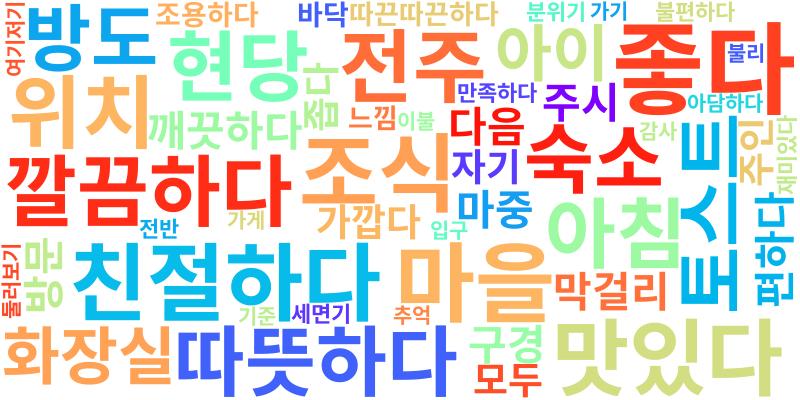 여기저기
방도
조용하다
바닥
따끈따끈하다
분위기
가기
불편하다
현당
전주
아이
좋다
불리
위치
좁다
만족하다
주시
아담하다
깨끗하다
느낌
이불
다음
숙소
감사
주인
재미있다
깔끔하다
조식
자기
토스트
가깝다
마중
아침
편하다
전반
가게
입구
둘러보기
방문
친절하다
마을
막걸리
기준
세면기
추억
화장실
따뜻하다
구경
모두
맛있다